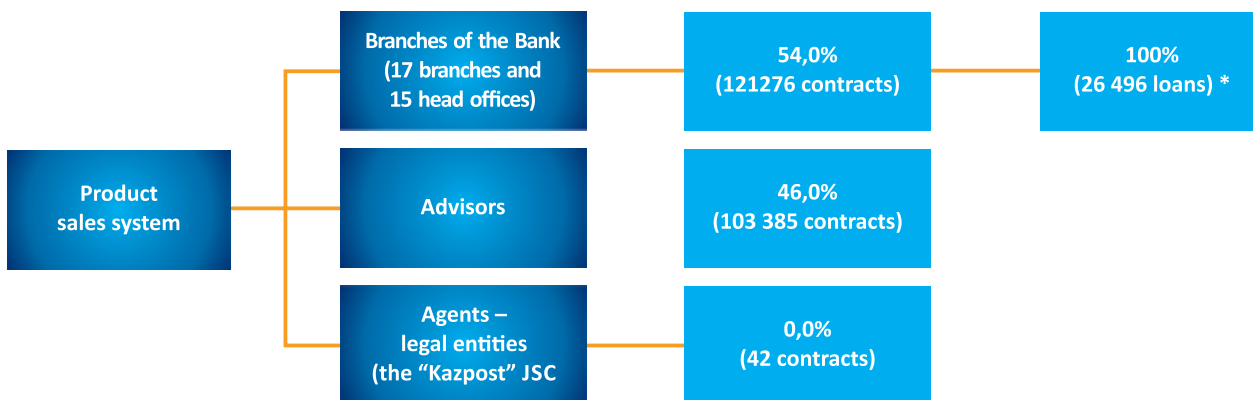 Product
sales system
Branches of the Bank
(17 branches and
15 head offices)
54,0%
(121276 contracts)
100%
(26 496 loans) *
Advisors
46,0%
(103 385 contracts)
Agents –
legal entities
(the “Kazpost” JSC
0,0%
(42 contracts)